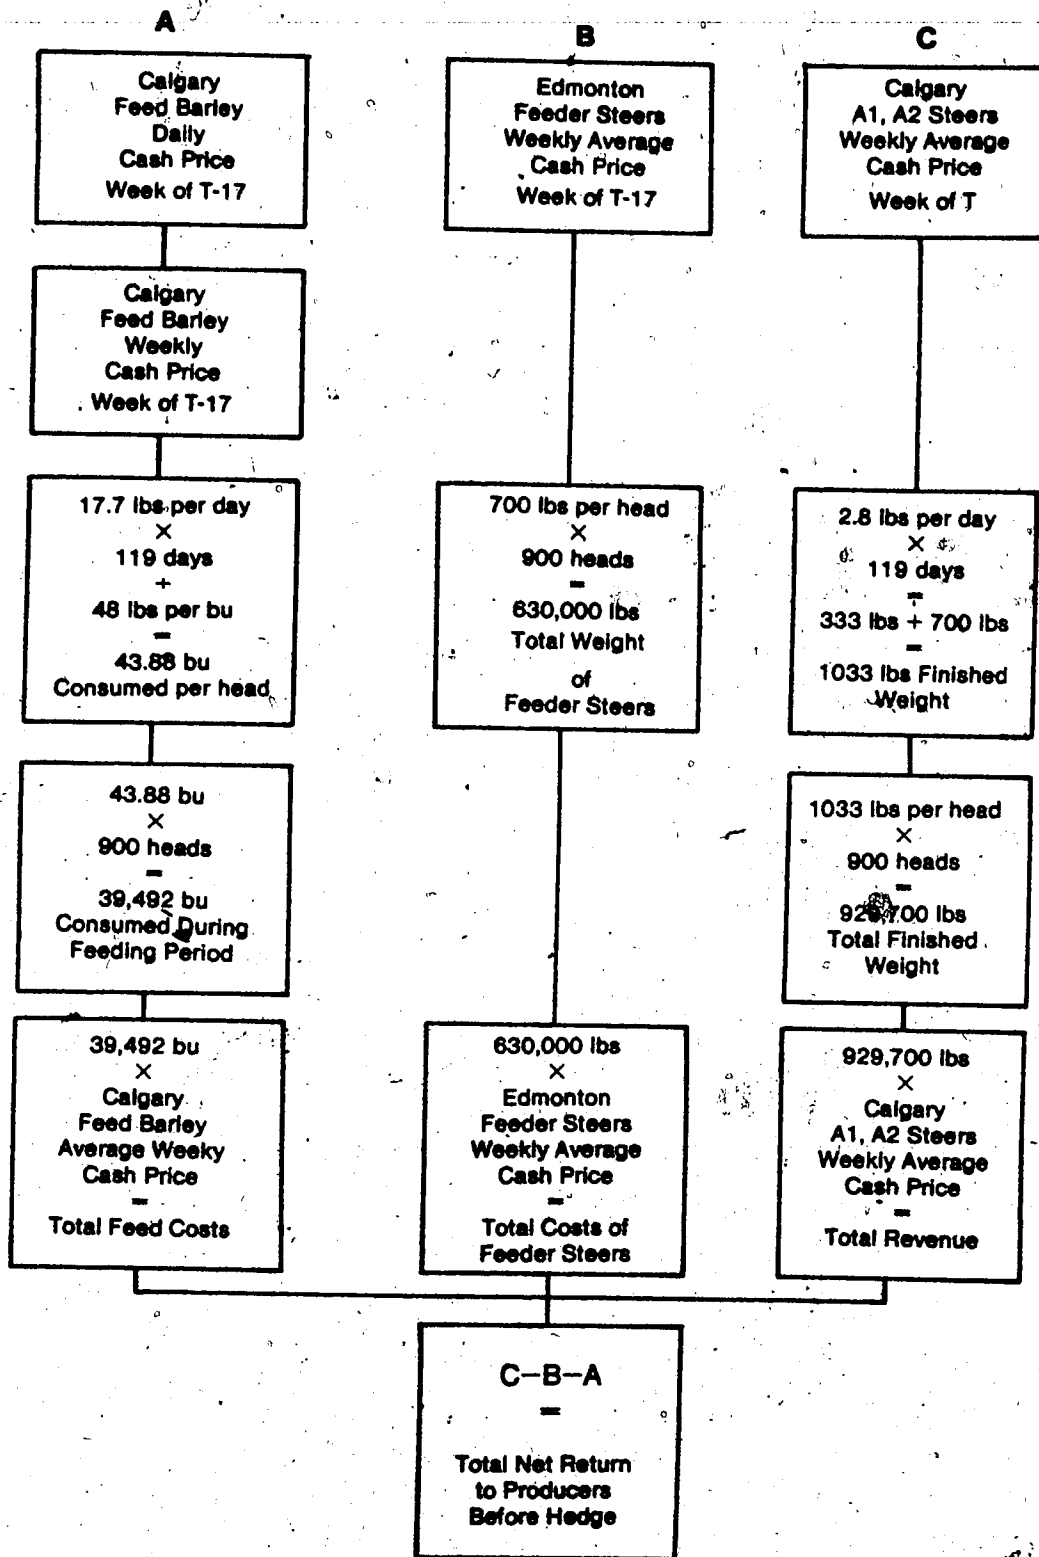 A
Calgary
Feed Barley
Daily
Cash Price
Week of T-17
Calgary
Feed Barley
Weekly
Cash Price
Week of T-17
17.7 lbs per day
×
119 days
+
48 lbs per bu
=
43.88 bu
Consumed per head
43.88 bu
×
900 heads
=
39,492 bu
Consumed During
Feeding Period
39,492 bu
×
Calgary
Feed Barley
Average Weeky
Cash Price
=
Total Feed Costs
B
Edmonton
Feeder Steers
Weekly Average
Cash Price
Week of T-17
700 lbs per head
×
900 heads
=
630,000 lbs
Total Weight
of
Feeder Steers
630,000 lbs
×
Edmonton
Feeder Steers
Weekly Average
Cash Price
=
Total Costs of
Feeder Steers
C
Calgary
A1, A2 Steers
Weekly Average
Cash Price
Week of T
2.8 lbs per day
×
119 days
=
333 lbs + 700 lbs
=
1033 lbs Finished
Weight
1033 lbs per head
×
900 heads
=
929,700 lbs
Total Finished
Weight
929,700 lbs
×
Calgary
A1, A2 Steers
Weekly Average
Cash Price
=
Total Revenue
C–B–A
=
Total Net Return
to Producers
Before Hedge